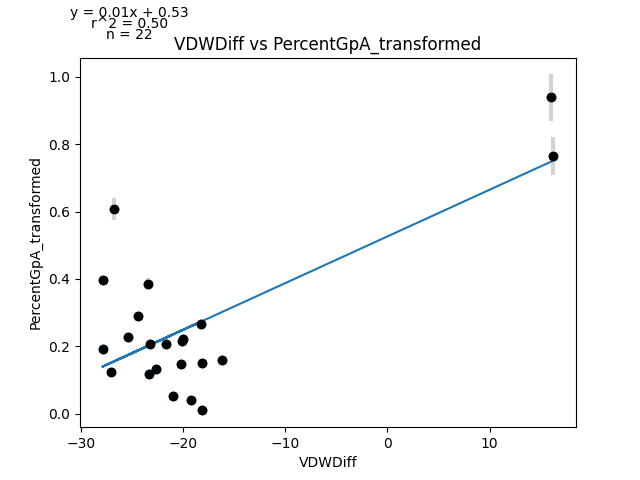 y = 0.01x + 0.53
r^2 = 0.50
n = 22
VDWDiff vs PercentGpA_transformed
PercentGpA_transformed
1.0
0.8
0.6
0.4
0.2
0.0
−30
−20
−10
0
10
VDWDiff